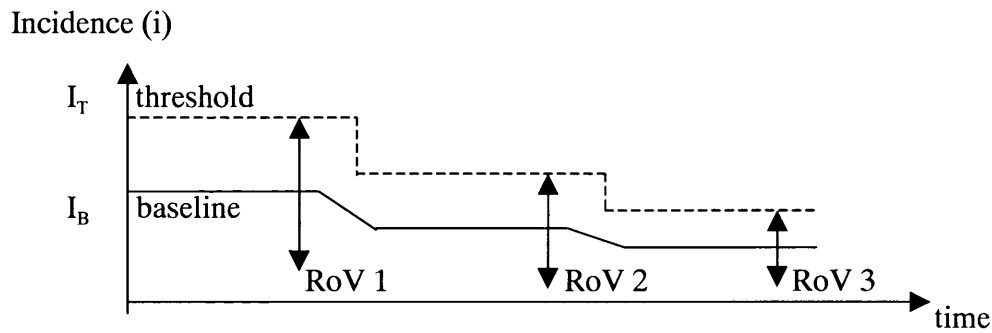 Incidence (i)
I_T threshold
I_B baseline
RoV 1
RoV 2
RoV 3
time